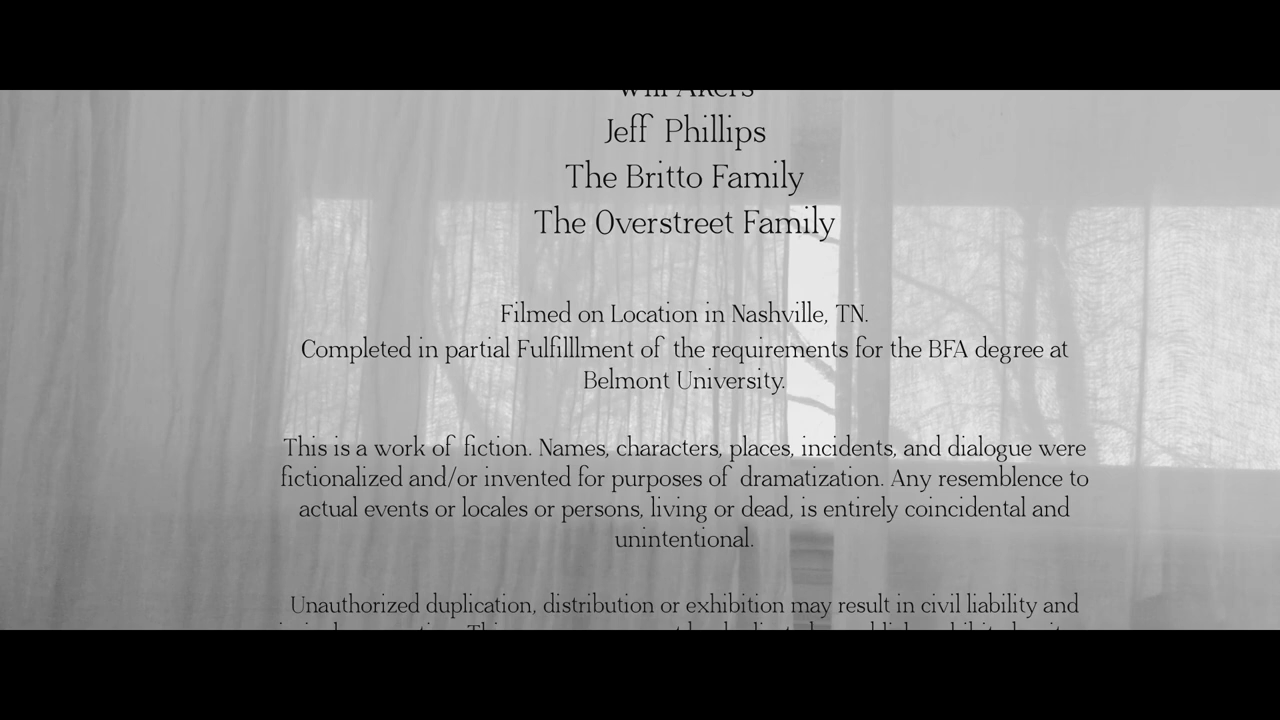 Will Akers
Jeff Phillips
The Britto Family
The Overstreet Family
Filmed on Location in Nashville, TN.
Completed in partial Fulfilllment of the requirements for the BFA degree at
Belmont University.
This is a work of fiction. Names, characters, places, incidents, and dialogue were
fictionalized and/or invented for purposes of dramatization. Any resemblence to
actual events or locales or persons, living or dead, is entirely coincidental and
unintentional.
Unauthorized duplication, distribution or exhibition may result in civil liability and